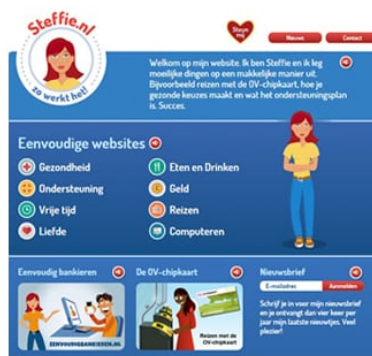 Steffie.nl
zo werkt het!
Steun mij
Nieuws
Contact
Welkom op mijn website. Ik ben Steffie en ik leg
moeilijke dingen op een makkelijke manier uit.
Bijvoorbeeld reizen met de OV-chipkaart, hoe je
gezonde keuzes maakt en wat het ondersteuningsplan
is. Succes.
Eenvoudige websites
Gezondheid
Eten en Drinken
Ondersteuning
Geld
Vrije tijd
Reizen
Liefde
Computeren
Eenvoudig bankieren
De OV-chipkaart
Nieuwsbrief
E-mailadres
Aanmelden
Schrijf je in voor mijn nieuwsbrief
en je ontvangt dan vier keer per
jaar mijn laatste nieuwtjes. Veel
plezier!
EENVOUDIGBANKIEREN.NL
Reizen met de
OV-chipkaart